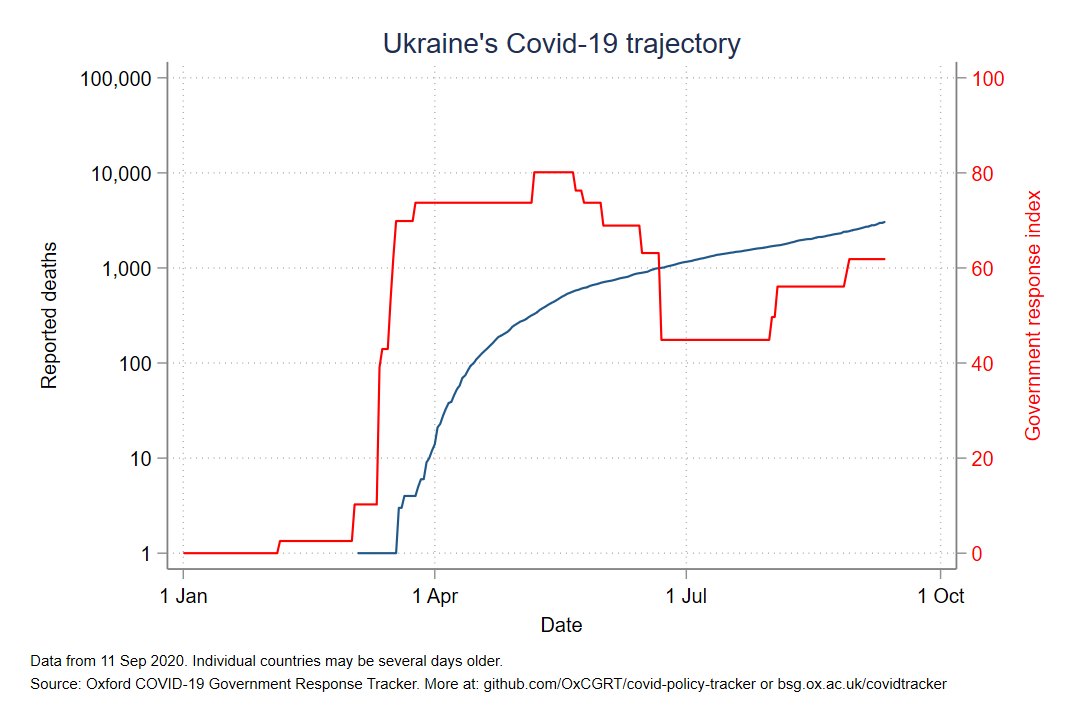 Ukraine's Covid-19 trajectory
100,000
10,000
1,000
100
10
1
Reported deaths
100
80
60
40
20
0
Government response index
1 Jan
1 Apr
1 Jul
1 Oct
Date
Data from 11 Sep 2020. Individual countries may be several days older.
Source: Oxford COVID-19 Government Response Tracker. More at: github.com/OxCGRT/covid-policy-tracker or bsg.ox.ac.uk/covidtracker